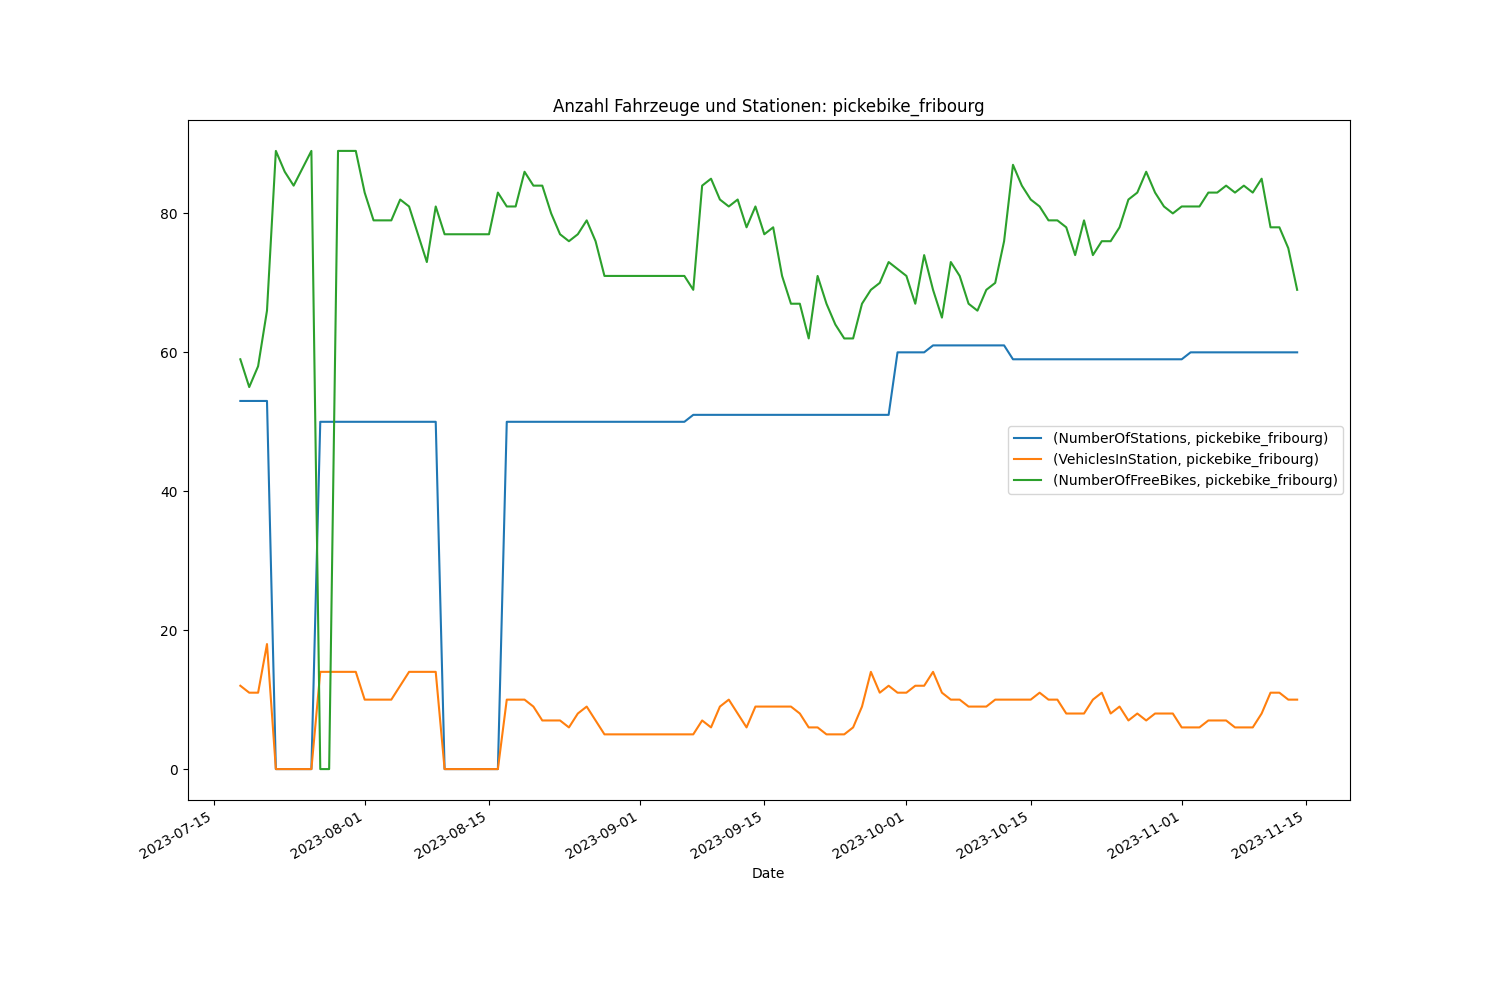 Anzahl Fahrzeuge und Stationen: pickebike_fribourg
80
60
40
20
0
(NumberOfStations, pickebike_fribourg)
(VehiclesInStation, pickebike_fribourg)
(NumberOfFreeBikes, pickebike_fribourg)
2023-07-15
2023-08-01
2023-08-15
2023-09-01
2023-09-15
2023-10-01
2023-10-15
2023-11-01
2023-11-15
Date